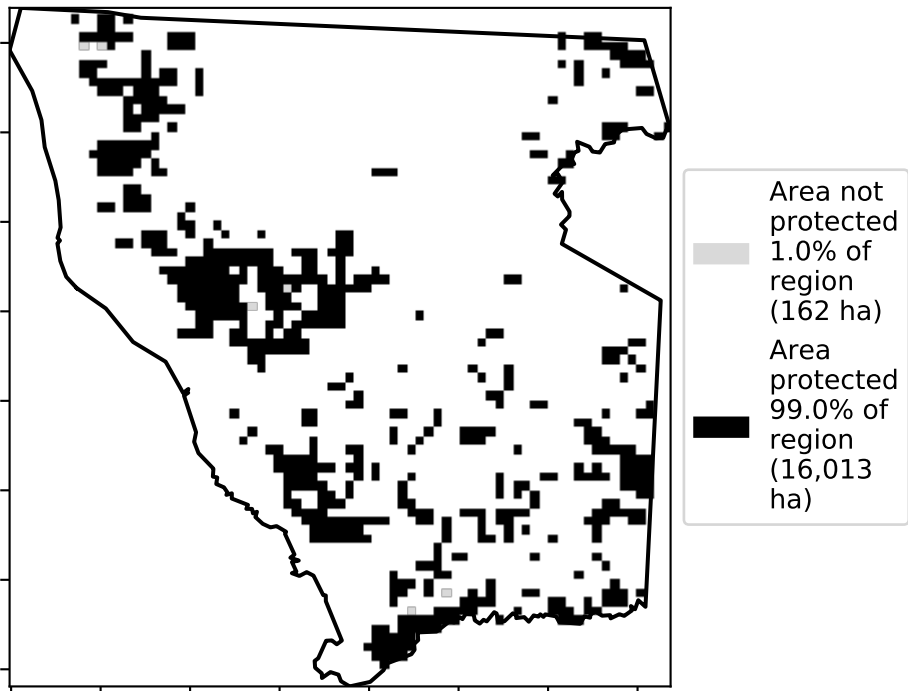 Area not
protected
1.0% of
region
(162 ha)
Area
protected
99.0% of
region
(16,013
ha)